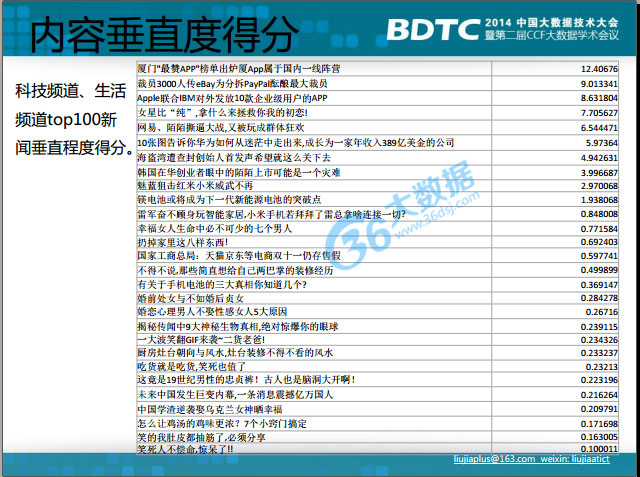 内容垂直度得分
BDTC 2014 中国大数据技术大会
暨第二届CCF大数据学术会议
科技频道、生活
频道top100新
闻垂直程度得分。
厦门"最赞APP"榜单出炉厦App属于国内一线阵营 12.40676
裁员3000人传eBay为分拆PayPal酝酿最大裁员 9.013341
Apple联合IBM对外发放10款企业级用户的APP 8.631804
女星比“纯”,拿什么来拯救你我的初恋! 7.705627
网易、陌陌撕逼大战,又被玩成群体狂欢 6.544471
10张图告诉你华为如何从迷茫中走出来,成长为一家年收入389亿美金的公司 5.97364
海盗湾遭查封创始人首发声希望就这么关下去 4.942631
韩国在华创业者眼中的陌陌上市可能是一个灾难 3.996687
魅蓝狙击红米小米威武不再 2.970068
镁电池或将成为下一代新能源电池的突破点 1.938068
雷军奋不顾身玩智能家居,小米手机若拜拜了雷总拿啥连接一切? 0.848008
幸福女人生命中必不可少的七个男人 0.771584
扔掉家里这八样东西! 0.692403
国家工商总局：天猫京东等电商双十一仍存售假 0.597741
不得不说,那些简直想给自己两巴掌的装修经历 0.499899
有关于手机电池的三大真相你知道几个? 0.369147
婚前处女与不如婚后贞女 0.284278
婚恋心理男人不娶性感女人5大原因 0.26716
揭秘传闻中9大神秘生物真相,绝对惊爆你的眼球 0.239115
一大波笑翻GIF来袭~二货老爸! 0.234326
厨房灶台朝向与风水,灶台装修不得不看的风水 0.233237
吃货就是吃货,笑死也值了 0.23213
这竟是19世纪男性的忠贞裤！古人也是脑洞大开啊! 0.223196
未来中国发生巨变内幕,一条消息震撼亿万国人 0.216264
中国学渣逆袭娶乌克兰女神晒幸福 0.209791
怎么让鸡汤的鸡味更浓？7个小窍门搞定 0.171698
笑的我肚皮都抽筋了,必须分享 0.163005
笑死人不偿命,惊呆了!! 0.100011
36大数据
www.36dsj.com
liujiaplus@163.com weixin: liujiaatict